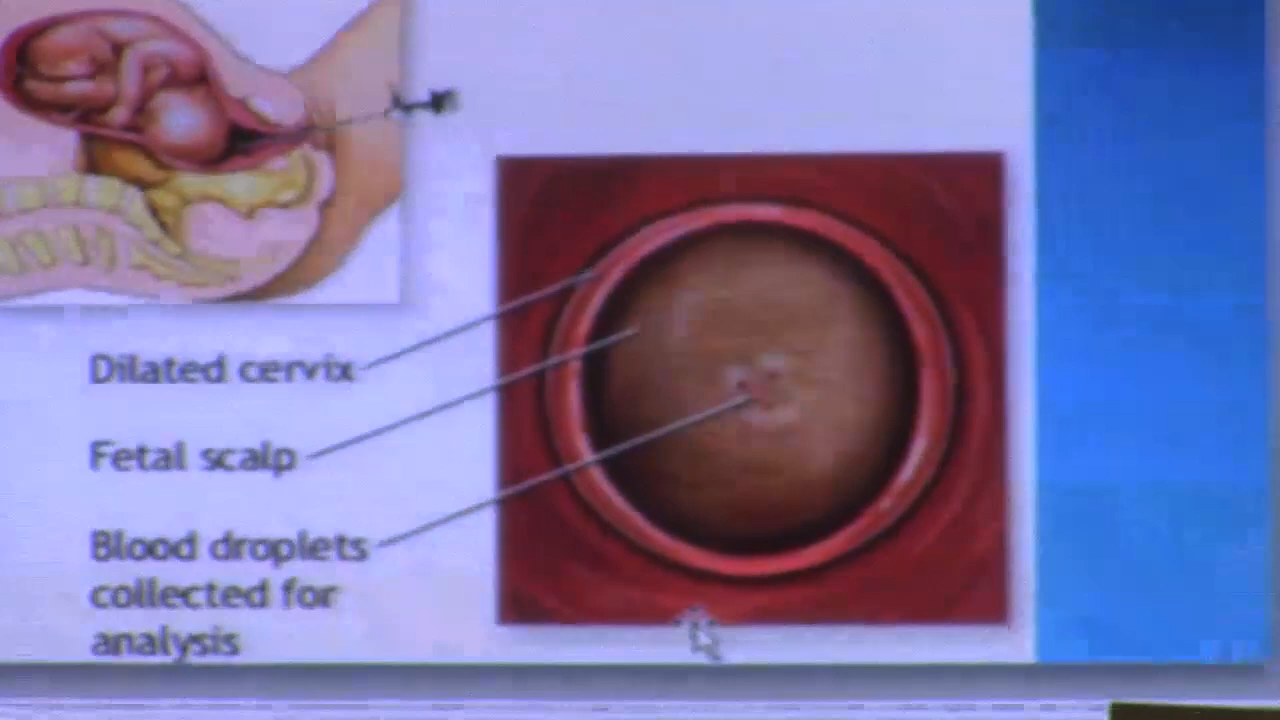 Dilated cervix
Fetal scalp
Blood droplets
collected for
analysis